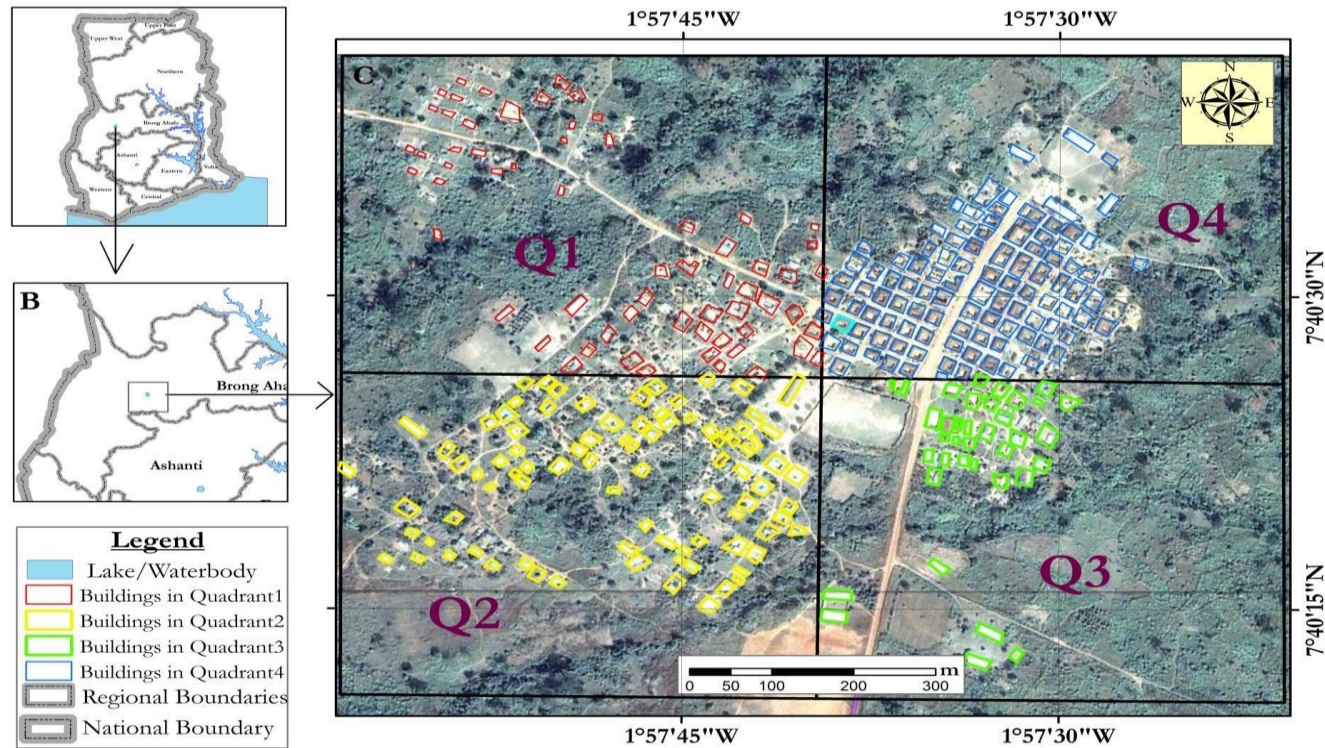 Upper West
Upper East
Northern
Brong Ahafo
Ashanti
Eastern
Volta
Western
Central
B
Brong Aha
Ashanti
Legend
Lake/Waterbody
Buildings in Quadrant1
Buildings in Quadrant2
Buildings in Quadrant3
Buildings in Quadrant4
Regional Boundaries
National Boundary
1°57'45"W
1°57'30"W
C
N
W
E
S
Q1
Q4
7°40'30"N
Q2
Q3
7°40'15"N
m
0 50 100 200 300
1°57'45"W
1°57'30"W